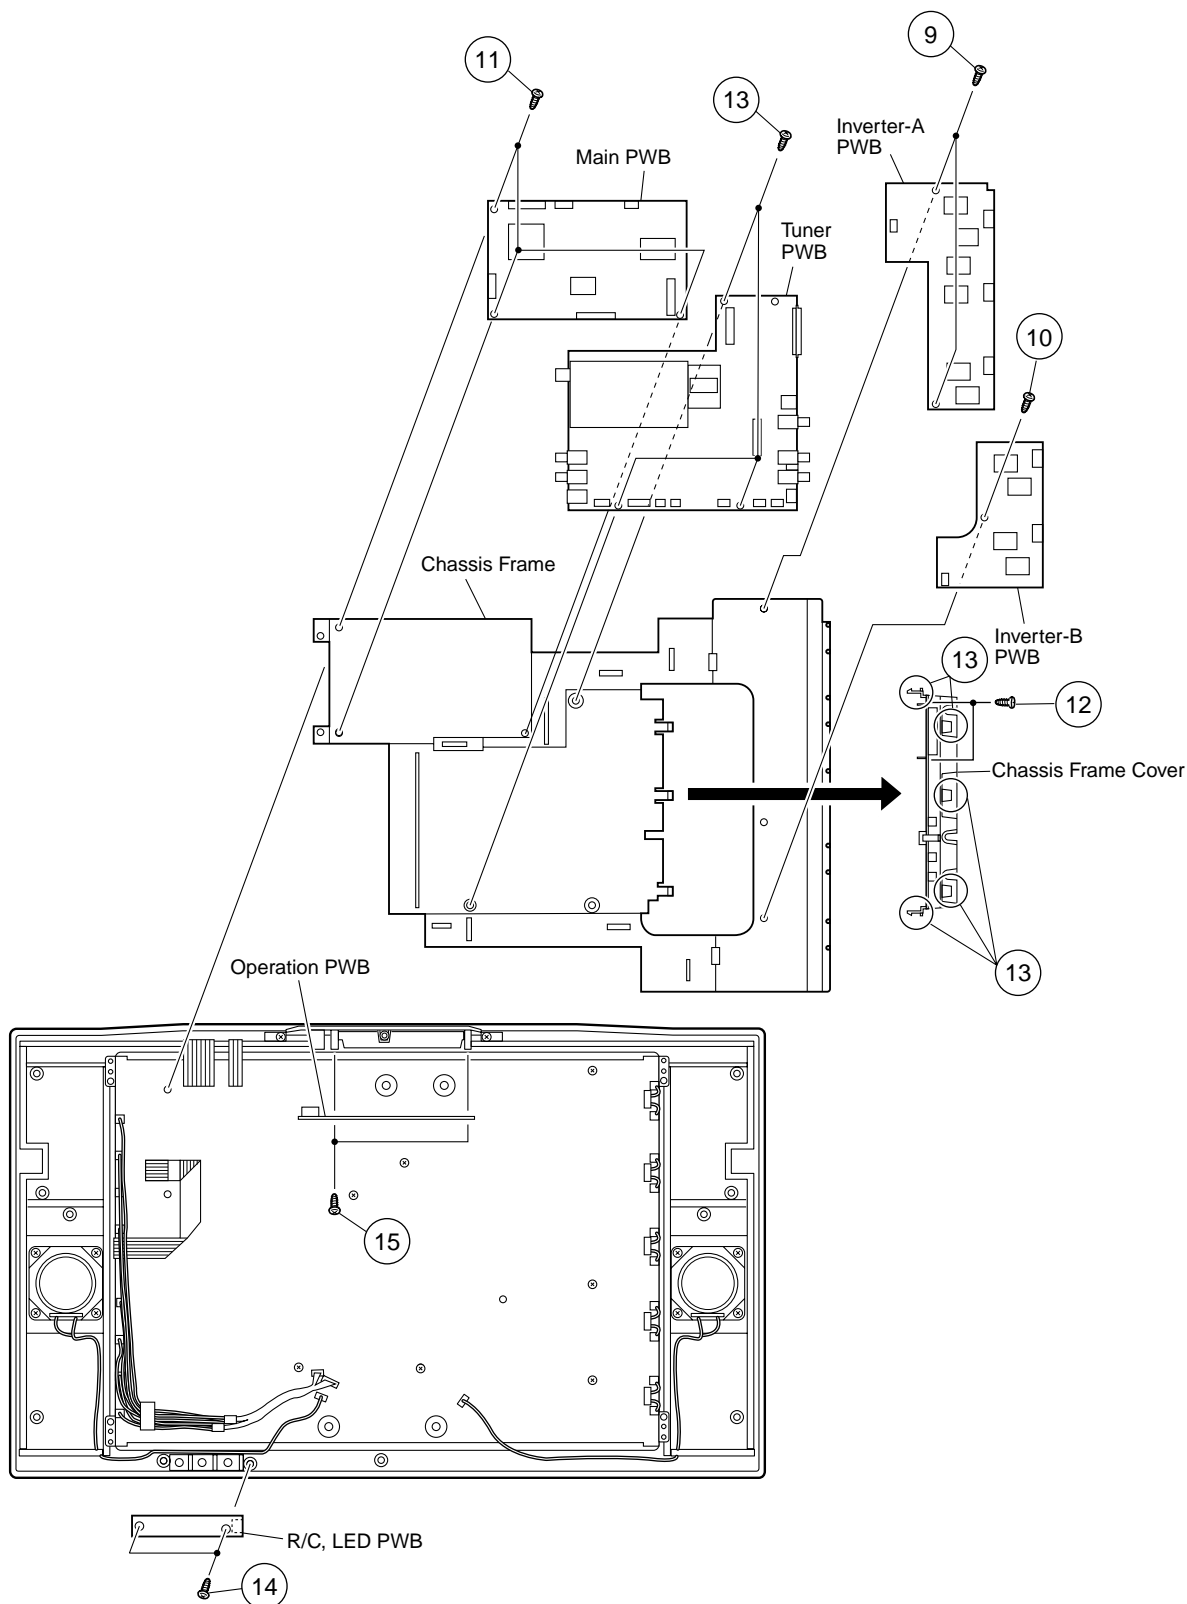 9
11
13
Inverter-A
PWB
Main PWB
Tuner
PWB
10
Chassis Frame
Inverter-B
PWB
13
12
Chassis Frame Cover
13
Operation PWB
15
R/C, LED PWB
14